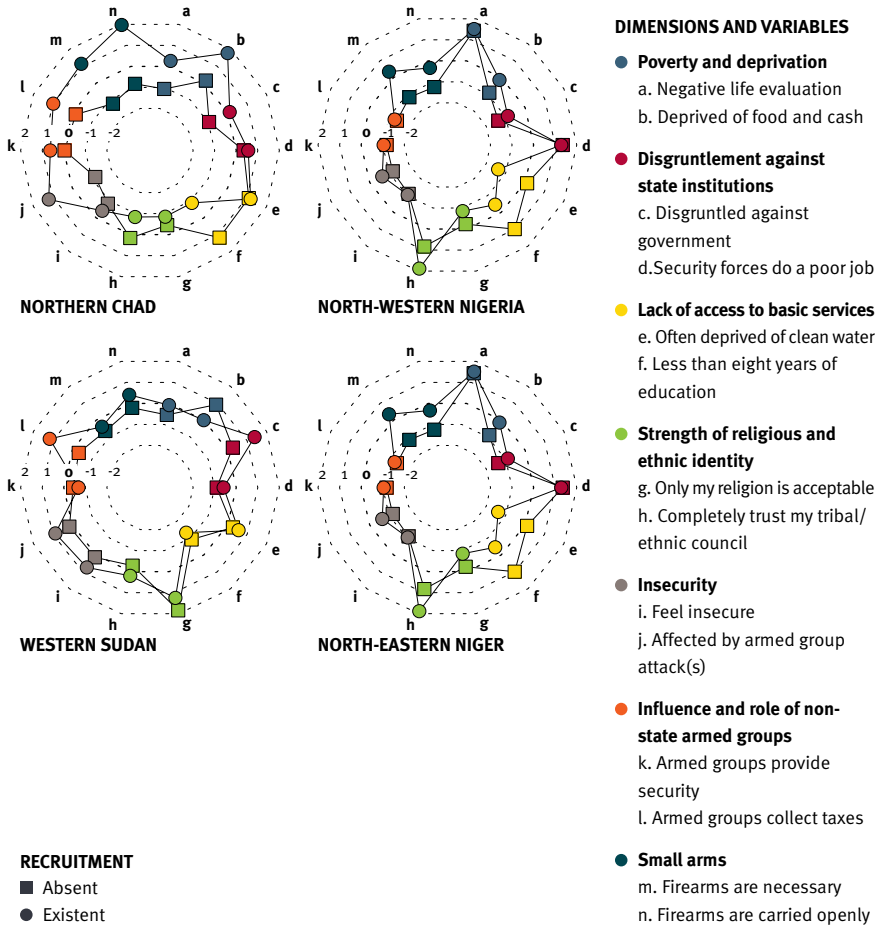 n a
m b
l c
2 1 0 -1 -2
k d
j e
i f
h g
NORTHERN CHAD
n a
m b
l c
2 1 0 -1 -2
k d
j e
i f
h g
NORTH-WESTERN NIGERIA
n a
m b
l c
2 1 0 -1 -2
k d
j e
i f
h g
WESTERN SUDAN
n a
m b
l c
2 1 0 -1 -2
k d
j e
i f
h g
NORTH-EASTERN NIGER
RECRUITMENT
Absent
Existent
DIMENSIONS AND VARIABLES
Poverty and deprivation
a. Negative life evaluation
b. Deprived of food and cash
Disgruntlement against
state institutions
c. Disgruntled against
government
d.Security forces do a poor job
Lack of access to basic services
e. Often deprived of clean water
f. Less than eight years of
education
Strength of religious and
ethnic identity
g. Only my religion is acceptable
h. Completely trust my tribal/
ethnic council
Insecurity
i. Feel insecure
j. Affected by armed group
attack(s)
Influence and role of non-
state armed groups
k. Armed groups provide
security
l. Armed groups collect taxes
Small arms
m. Firearms are necessary
n. Firearms are carried openly